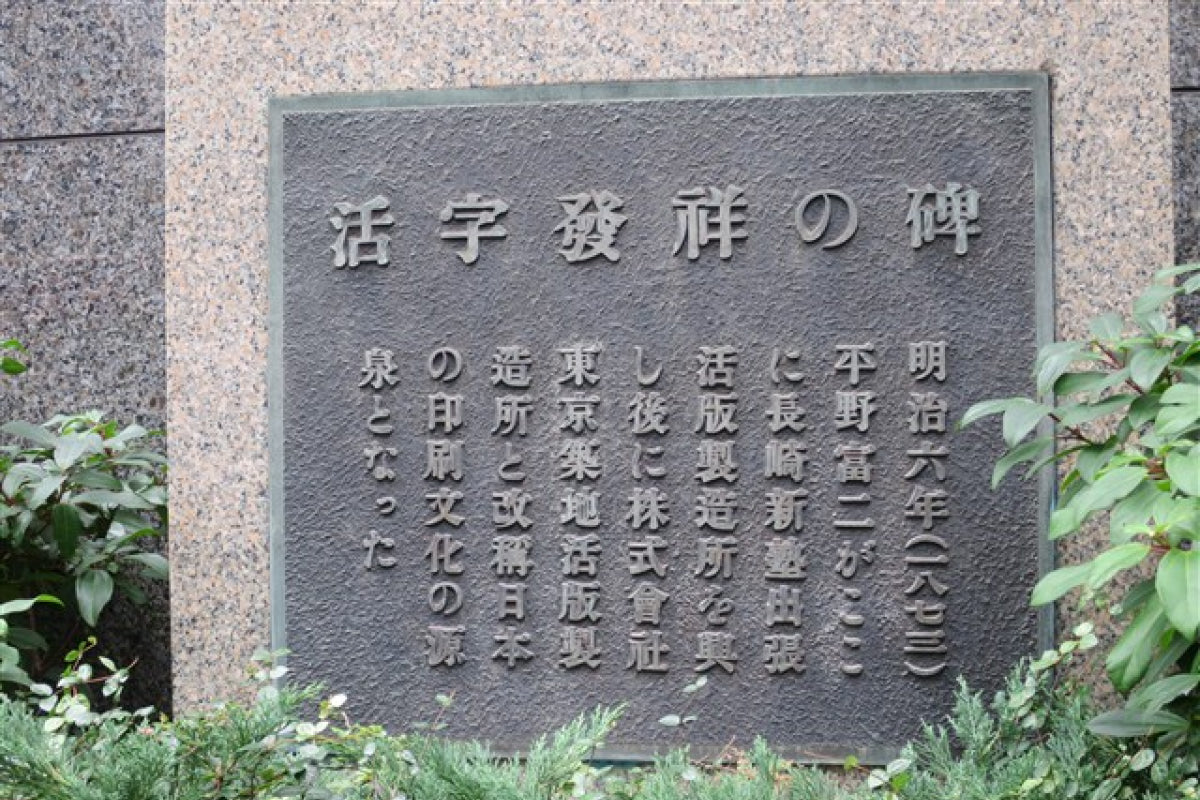 活字發祥の碑
明治六年(一八七三)
平野富二がここ
に長崎新塾出張
活版製造所を興
し後に株式會社
東京築地活版製
造所と改稱日本
の印刷文化の源
泉となった